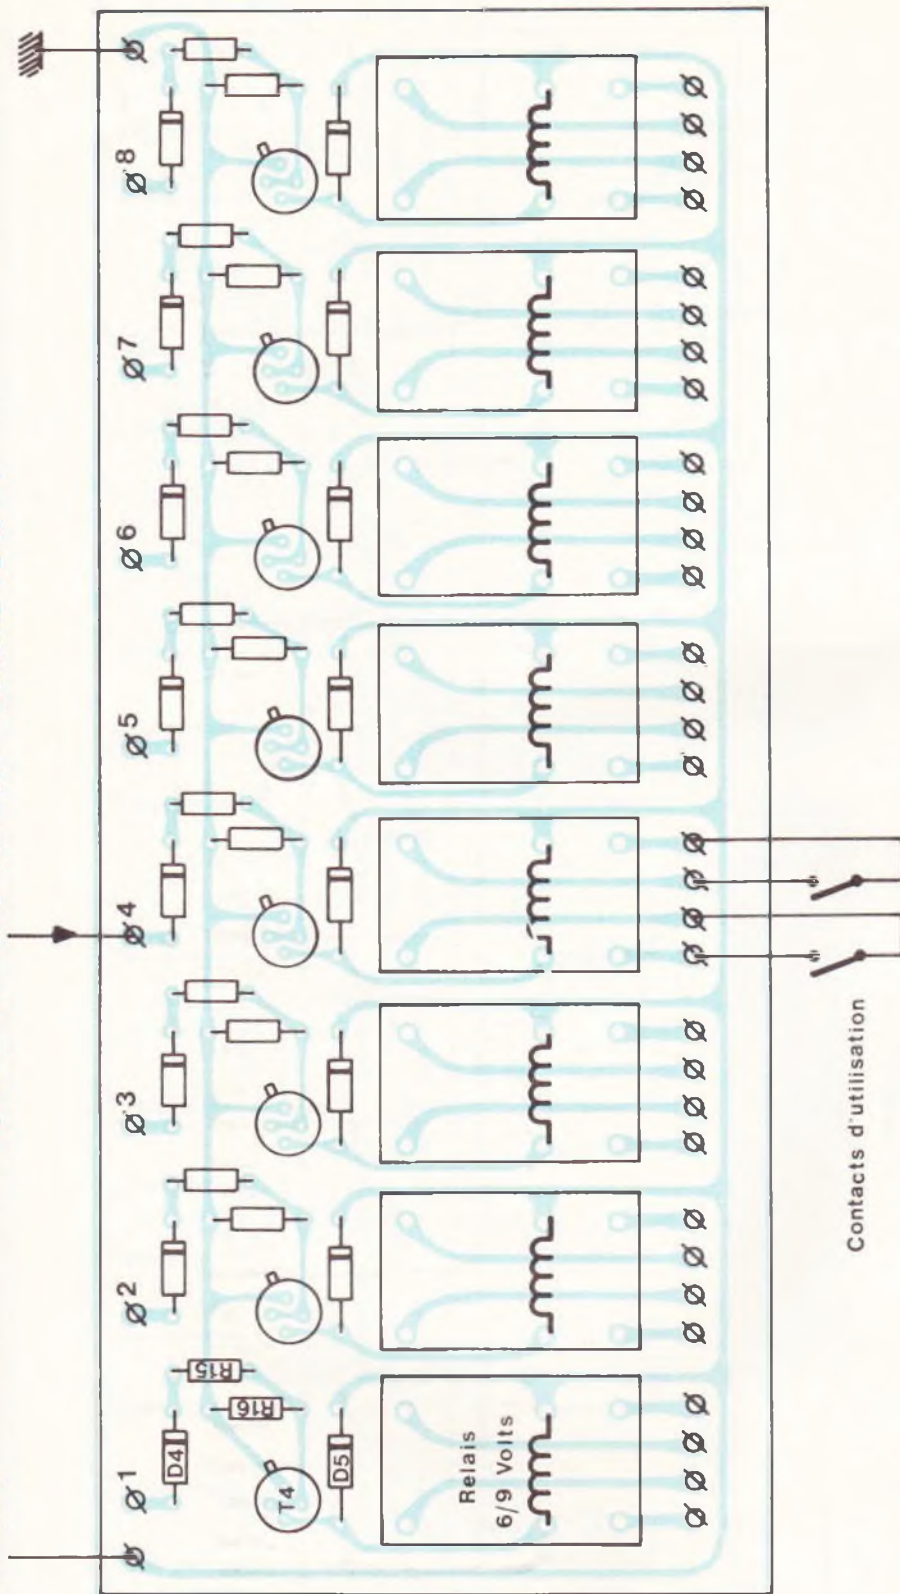 8
7
6
5
4
3
2
1
R15
R16
D4
T4
D5
Relais
6/9 Volts
Contacts d'utilisation